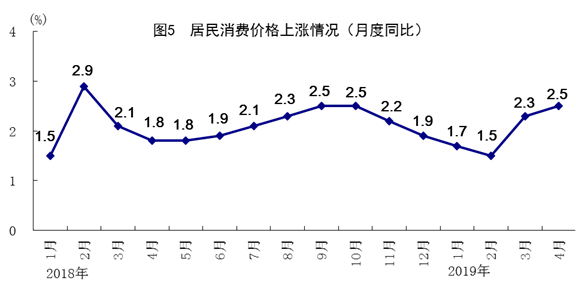 (%)
图5 居民消费价格上涨情况（月度同比）
4
3
2
1
0
1.5
2.9
2.1
1.8
1.8
1.9
2.1
2.3
2.5
2.5
2.2
1.9
1.7
1.5
2.3
2.5
1月
2月
3月
4月
5月
6月
7月
8月
9月
10月
11月
12月
1月
2月
3月
4月
2018年
2019年